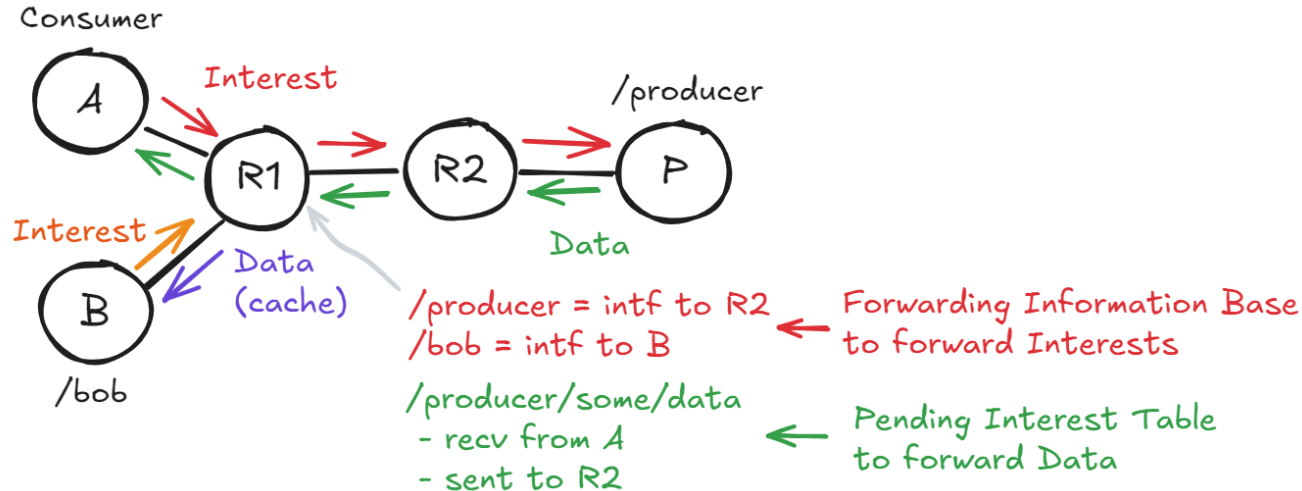 Consumer
A
Interest
R1
R2
/producer
P
Interest
Data
(cache)
Data
B
/bob
/producer = intf to R2
/bob = intf to B
Forwarding Information Base
to forward Interests
/producer/some/data
- recv from A
- sent to R2
Pending Interest Table
to forward Data